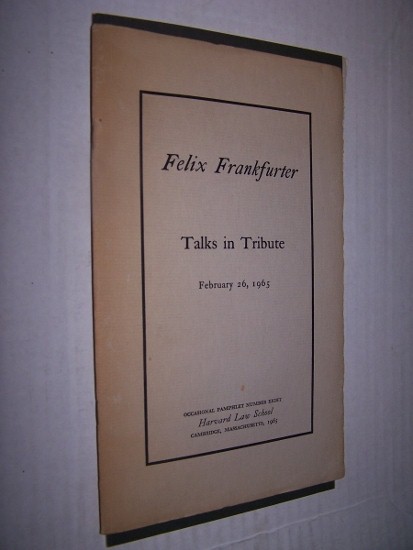 Felix Frankfurter
Talks in Tribute
February 26, 1965
OCCASIONAL PAMPHLET NUMBER EIGHT
Harvard Law School
CAMBRIDGE, MASSACHUSETTS, 1965